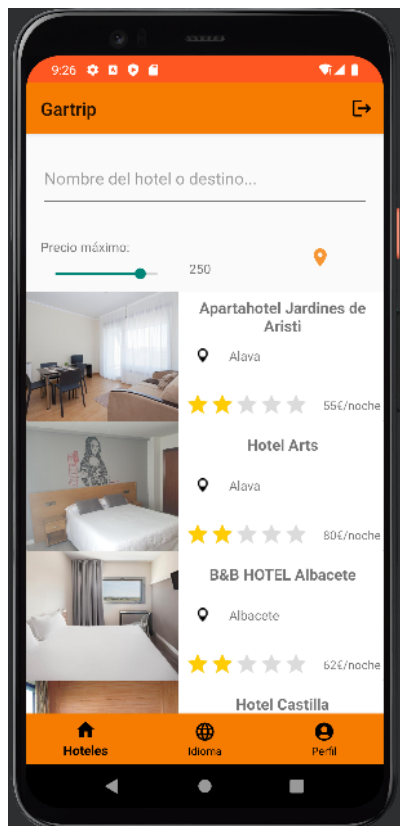 9:26
Gartrip
Nombre del hotel o destino...
Precio máximo:
250
Apartahotel Jardines de
Aristi
Alava
55€/noche
Hotel Arts
Alava
80€/noche
B&B HOTEL Albacete
Albacete
62€/noche
Hotel Castilla
Hoteles
Idioma
Perfil